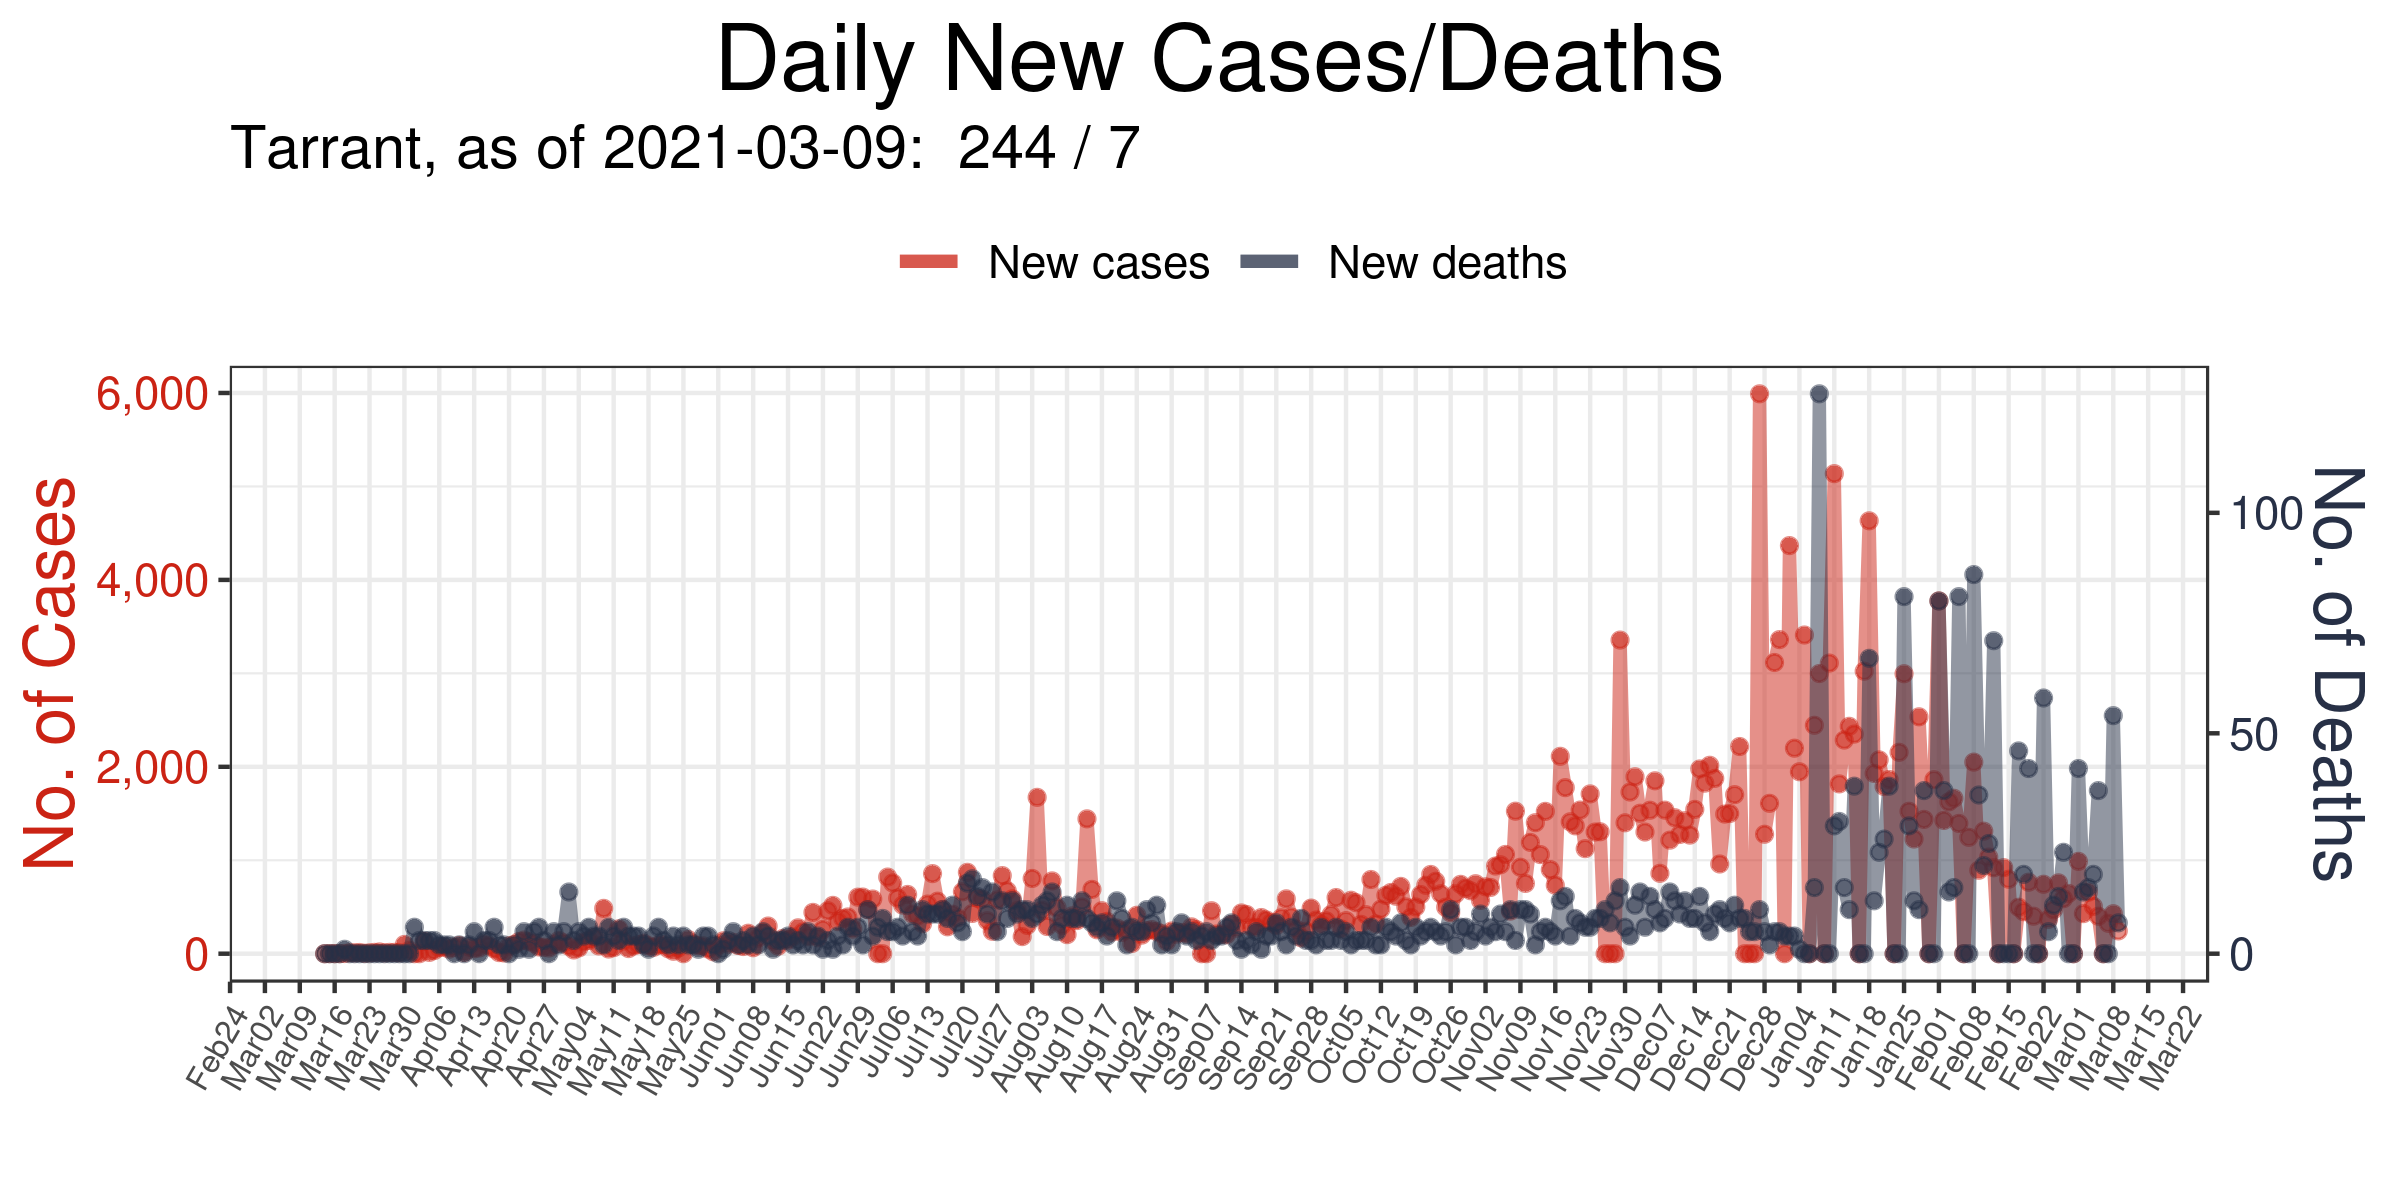 Daily New Cases/Deaths
Tarrant, as of 2021-03-09:  244 / 7
New cases
New deaths
No. of Cases
6,000
4,000
2,000
0
100
50
0
No. of Deaths
Feb24
Mar02
Mar09
Mar16
Mar23
Mar30
Apr06
Apr13
Apr20
Apr27
May04
May11
May18
May25
Jun01
Jun08
Jun15
Jun22
Jun29
Jul06
Jul13
Jul20
Jul27
Aug03
Aug10
Aug17
Aug24
Aug31
Sep07
Sep14
Sep21
Sep28
Oct05
Oct12
Oct19
Oct26
Nov02
Nov09
Nov16
Nov23
Nov30
Dec07
Dec14
Dec21
Dec28
Jan04
Jan11
Jan18
Jan25
Feb01
Feb08
Feb15
Feb22
Mar01
Mar08
Mar15
Mar22